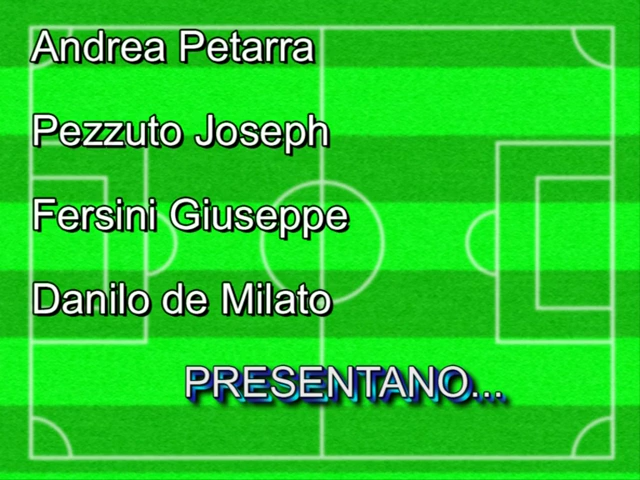 Andrea Petarra
Pezzuto Joseph
Fersini Giuseppe
Danilo de Milato
PRESENTANO...